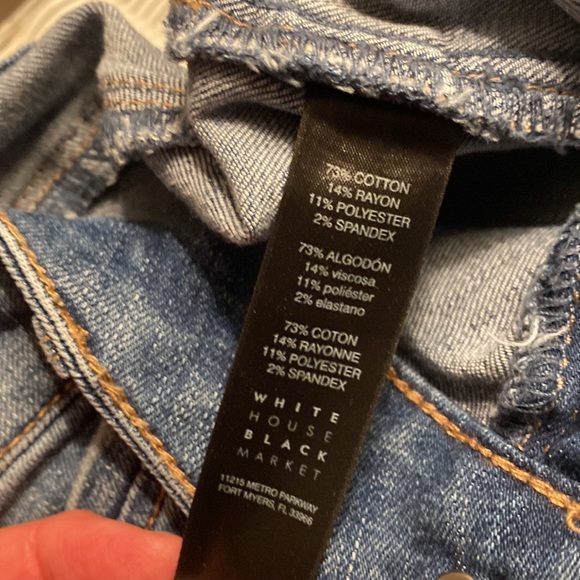 73% COTTON
14% RAYON
11% POLYESTER
2% SPANDEX
73% ALGODÓN
14% viscosa
11% poliéster
2% elastano
73% COTON
14% RAYONNE
11% POLYESTER
2% SPANDEX
WHITE
HOUSE
BLACK
MARKET
11215 METRO PARKWAY
FORT MYERS, FL 33966